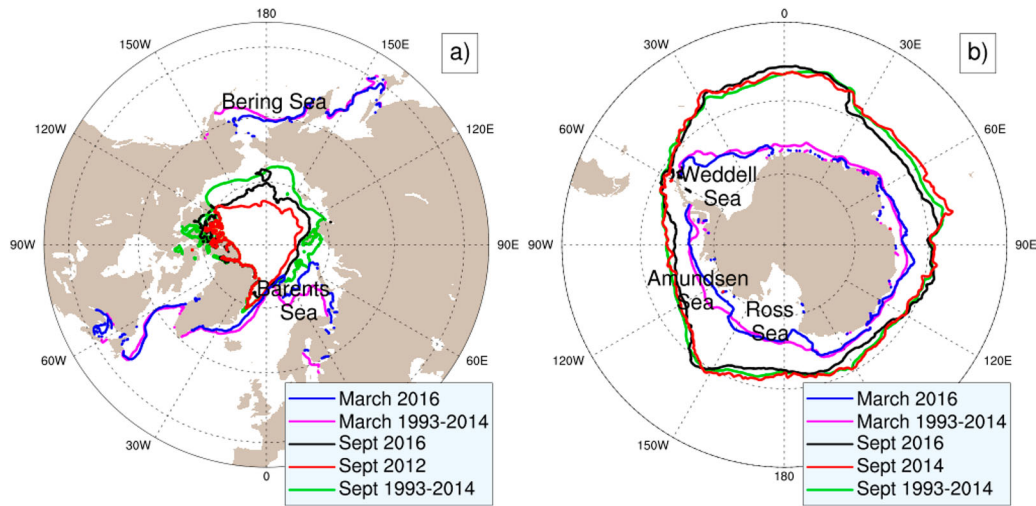 180
150W
150E
a)
Bering Sea
120W
120E
90W
90E
Barents
Sea
60W
60E
30W
0
March 2016
March 1993-2014
Sept 2016
Sept 2012
Sept 1993-2014
0
30W
30E
b)
60W
60E
Weddell
Sea
90W
90E
Amundsen
Sea
Ross
Sea
120W
120E
150W
180
March 2016
March 1993-2014
Sept 2016
Sept 2014
Sept 1993-2014